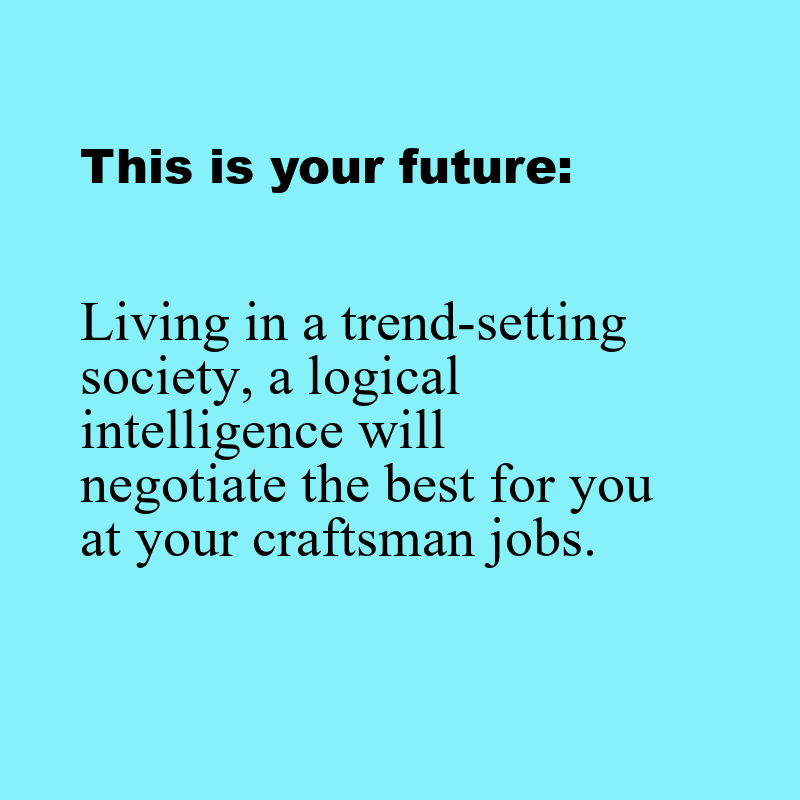 This is your future:
Living in a trend-setting
society, a logical
intelligence will
negotiate the best for you
at your craftsman jobs.